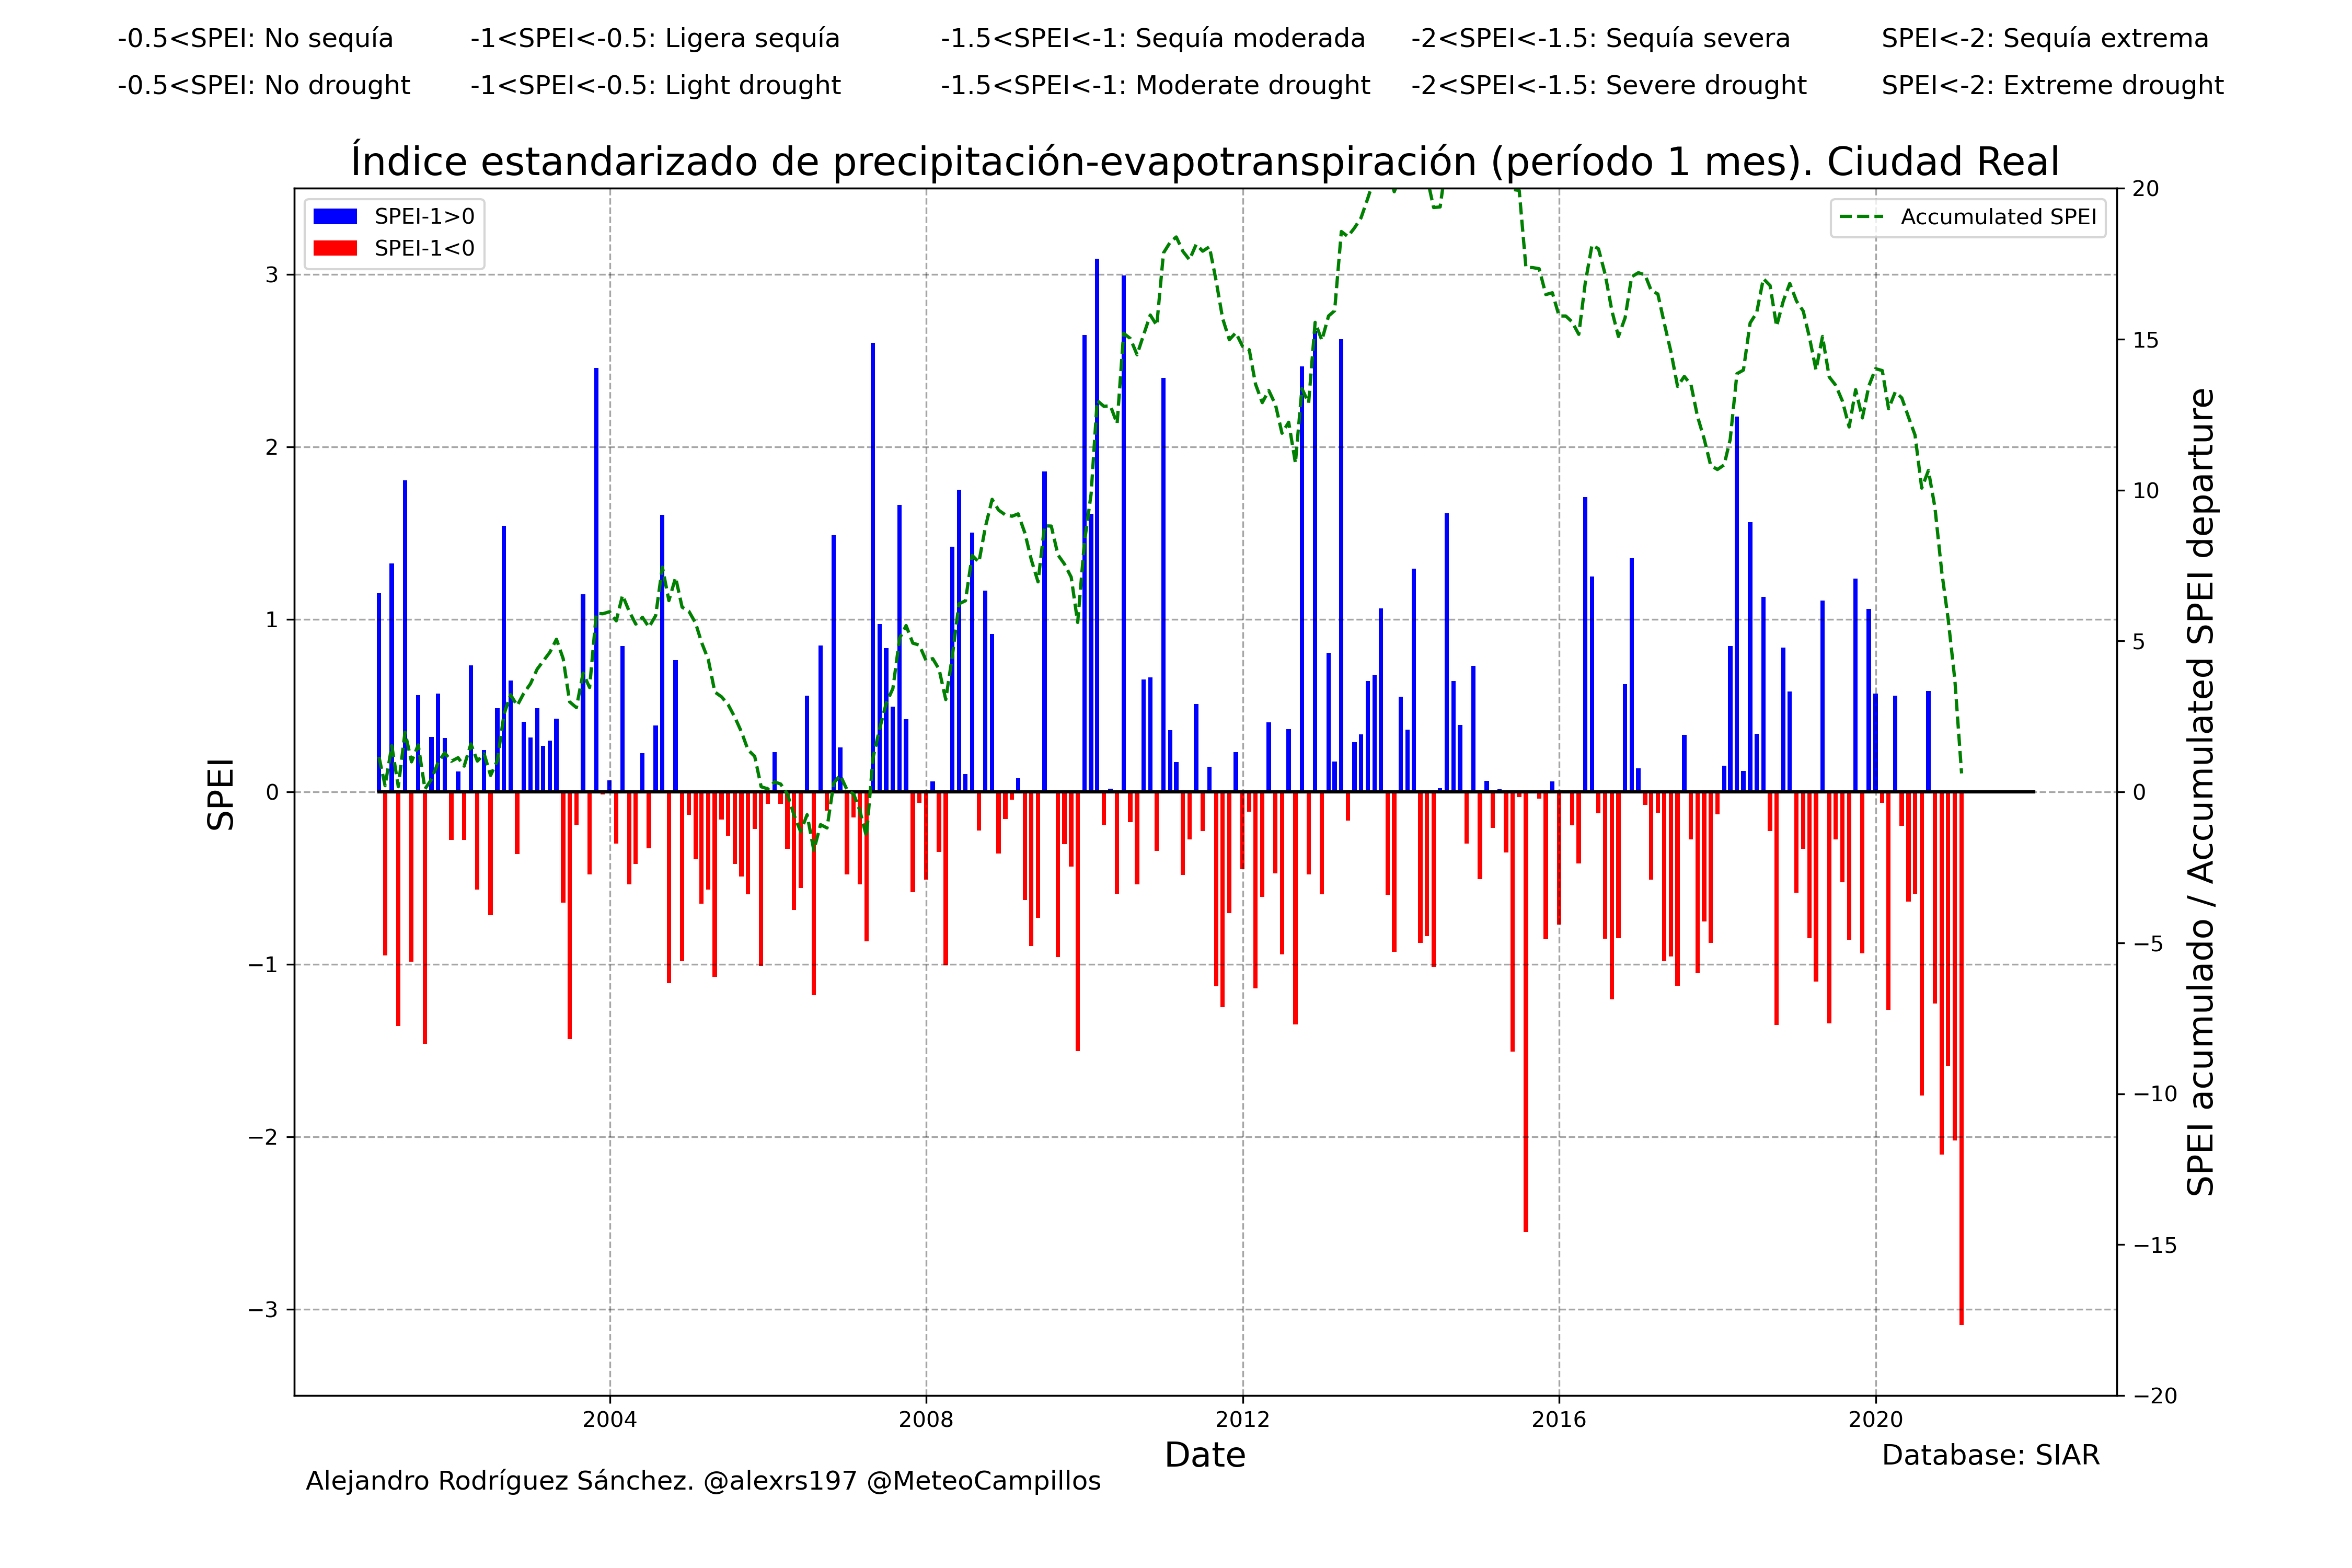 -0.5<SPEI: No sequía -1<SPEI<-0.5: Ligera sequía -1.5<SPEI<-1: Sequía moderada -2<SPEI<-1.5: Sequía severa SPEI<-2: Sequía extrema
-0.5<SPEI: No drought -1<SPEI<-0.5: Light drought -1.5<SPEI<-1: Moderate drought -2<SPEI<-1.5: Severe drought SPEI<-2: Extreme drought
Índice estandarizado de precipitación-evapotranspiración (período 1 mes). Ciudad Real
SPEI-1>0
SPEI-1<0
Accumulated SPEI
SPEI
3
2
1
0
−1
−2
−3
20
15
10
5
0
−5
−10
−15
−20
SPEI acumulado / Accumulated SPEI departure
2004 2008 2012 2016 2020
Date
Database: SIAR
Alejandro Rodríguez Sánchez. @alexrs197 @MeteoCampillos